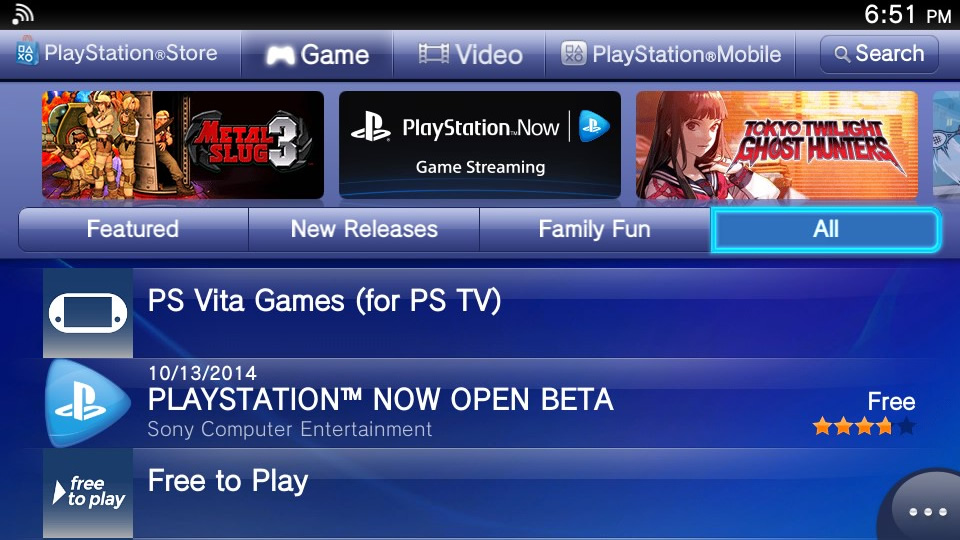 6:51 PM
PlayStation®Store
Game
Video
PlayStation®Mobile
Search
METAL SLUG 3
PlayStation™Now
Game Streaming
TOKYO TWILIGHT
GHOST HUNTERS
Featured
New Releases
Family Fun
All
PS Vita Games (for PS TV)
10/13/2014
PLAYSTATION™ NOW OPEN BETA
Sony Computer Entertainment
Free
free
to play
Free to Play